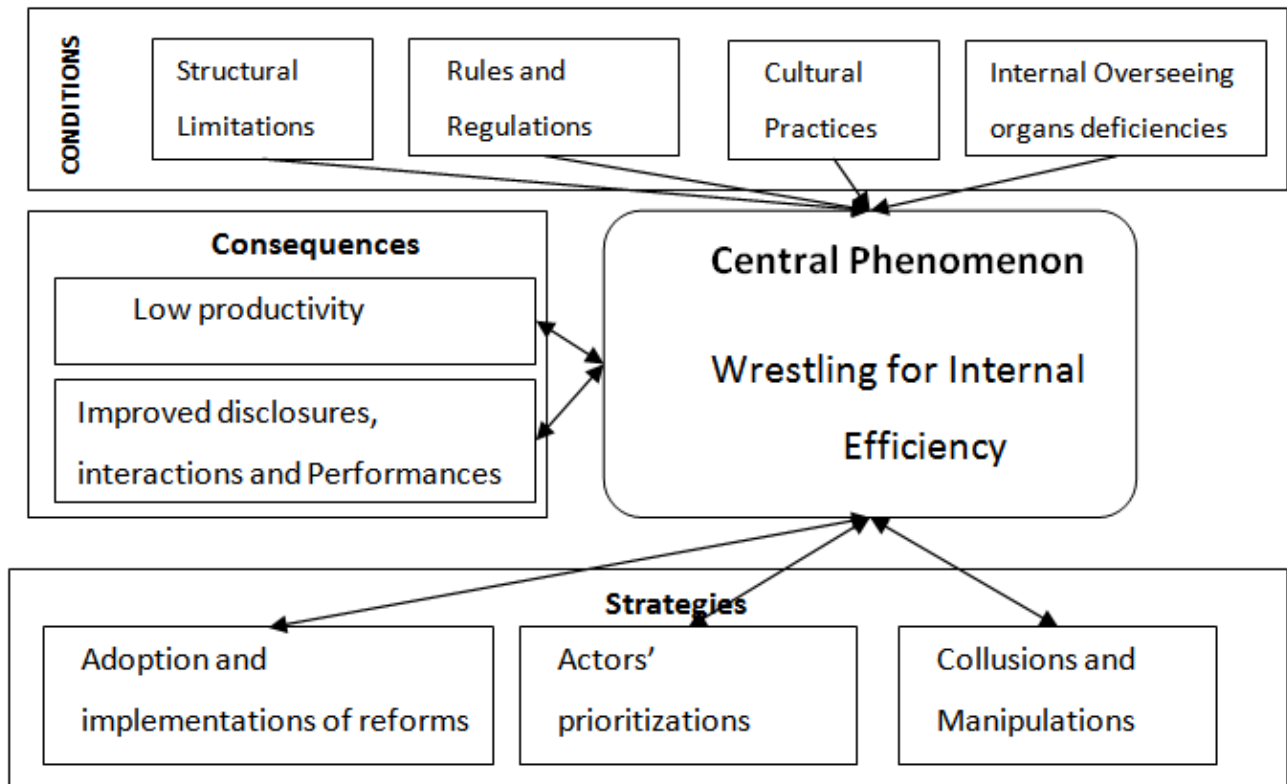 CONDITIONS
Structural
Limitations
Rules and
Regulations
Cultural
Practices
Internal Overseeing
organs deficiencies
Consequences
Low productivity
Improved disclosures,
interactions and Performances
Central Phenomenon
Wrestling for Internal
Efficiency
Strategies
Adoption and
implementations of reforms
Actors’
prioritizations
Collusions and
Manipulations